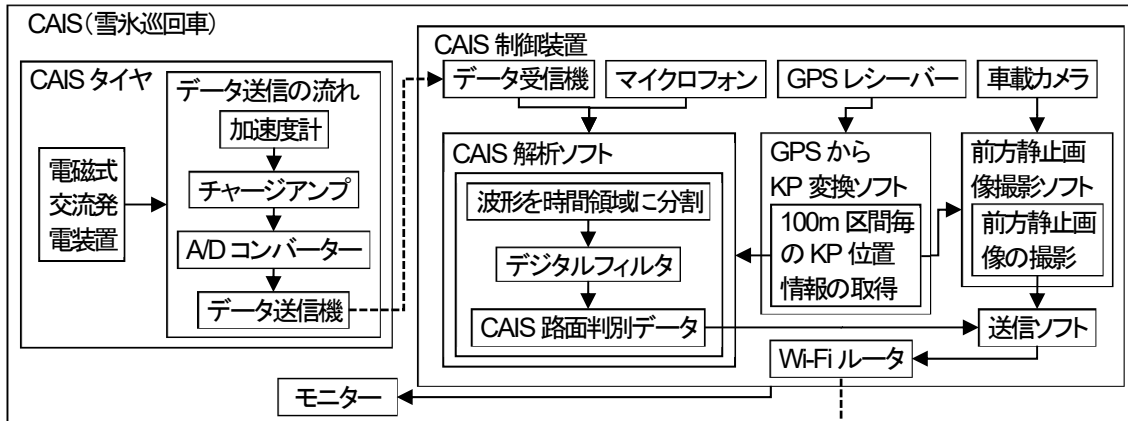 CAIS（雪氷巡回車）
CAIS タイヤ
データ送信の流れ
加速度計
チャージアンプ
A/D コンバーター
データ送信機
電磁式
交流発
電装置
CAIS 制御装置
データ受信機
マイクロフォン
GPS レシーバー
車載カメラ
CAIS 解析ソフト
波形を時間領域に分割
デジタルフィルタ
CAIS 路面判別データ
GPS から
KP 変換ソフト
100m 区間毎
の KP 位置
情報の取得
前方静止画
像撮影ソフト
前方静止画
像の撮影
送信ソフト
Wi-Fi ルータ
モニター